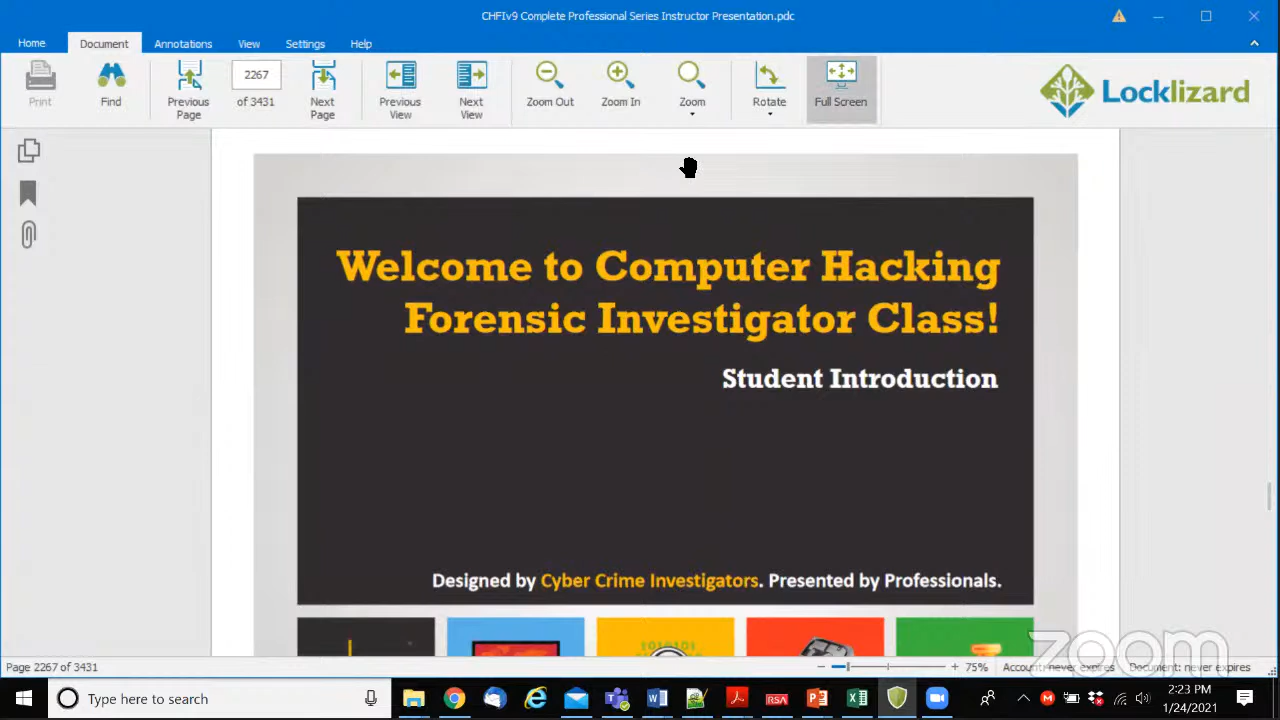 CHFIv9 Complete Professional Series Instructor Presentation.pdc
Home Document Annotations View Settings Help
Print
Find
Previous Page
2267
of 3431
Next Page
Previous View
Next View
Zoom Out
Zoom In
Zoom
Rotate
Full Screen
Locklizard
Welcome to Computer Hacking
Forensic Investigator Class!
Student Introduction
Designed by Cyber Crime Investigators. Presented by Professionals.
010101
zoom
Page 2267 of 3431
75%
Account: never expires
Document: never expires
Type here to search
RSA
2:23 PM
1/24/2021